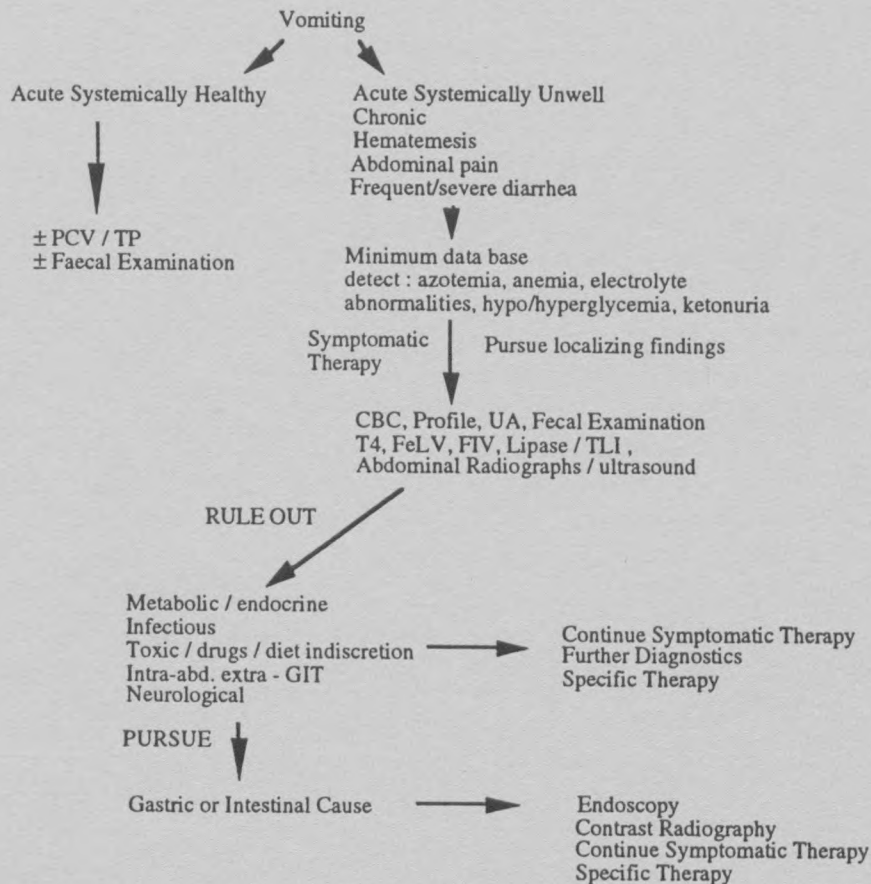 Vomiting
Acute Systemically Healthy
Acute Systemically Unwell
Chronic
Hematemesis
Abdominal pain
Frequent/severe diarrhea
± PCV / TP
± Faecal Examination
Minimum data base
detect : azotemia, anemia, electrolyte
abnormalities, hypo/hyperglycemia, ketonuria
Symptomatic
Therapy
Pursue localizing findings
CBC, Profile, UA, Fecal Examination
T4, FeLV, FIV, Lipase / TLI ,
Abdominal Radiographs / ultrasound
RULE OUT
Metabolic / endocrine
Infectious
Toxic / drugs / diet indiscretion
Intra-abd. extra - GIT
Neurological
Continue Symptomatic Therapy
Further Diagnostics
Specific Therapy
PURSUE
Gastric or Intestinal Cause
Endoscopy
Contrast Radiography
Continue Symptomatic Therapy
Specific Therapy